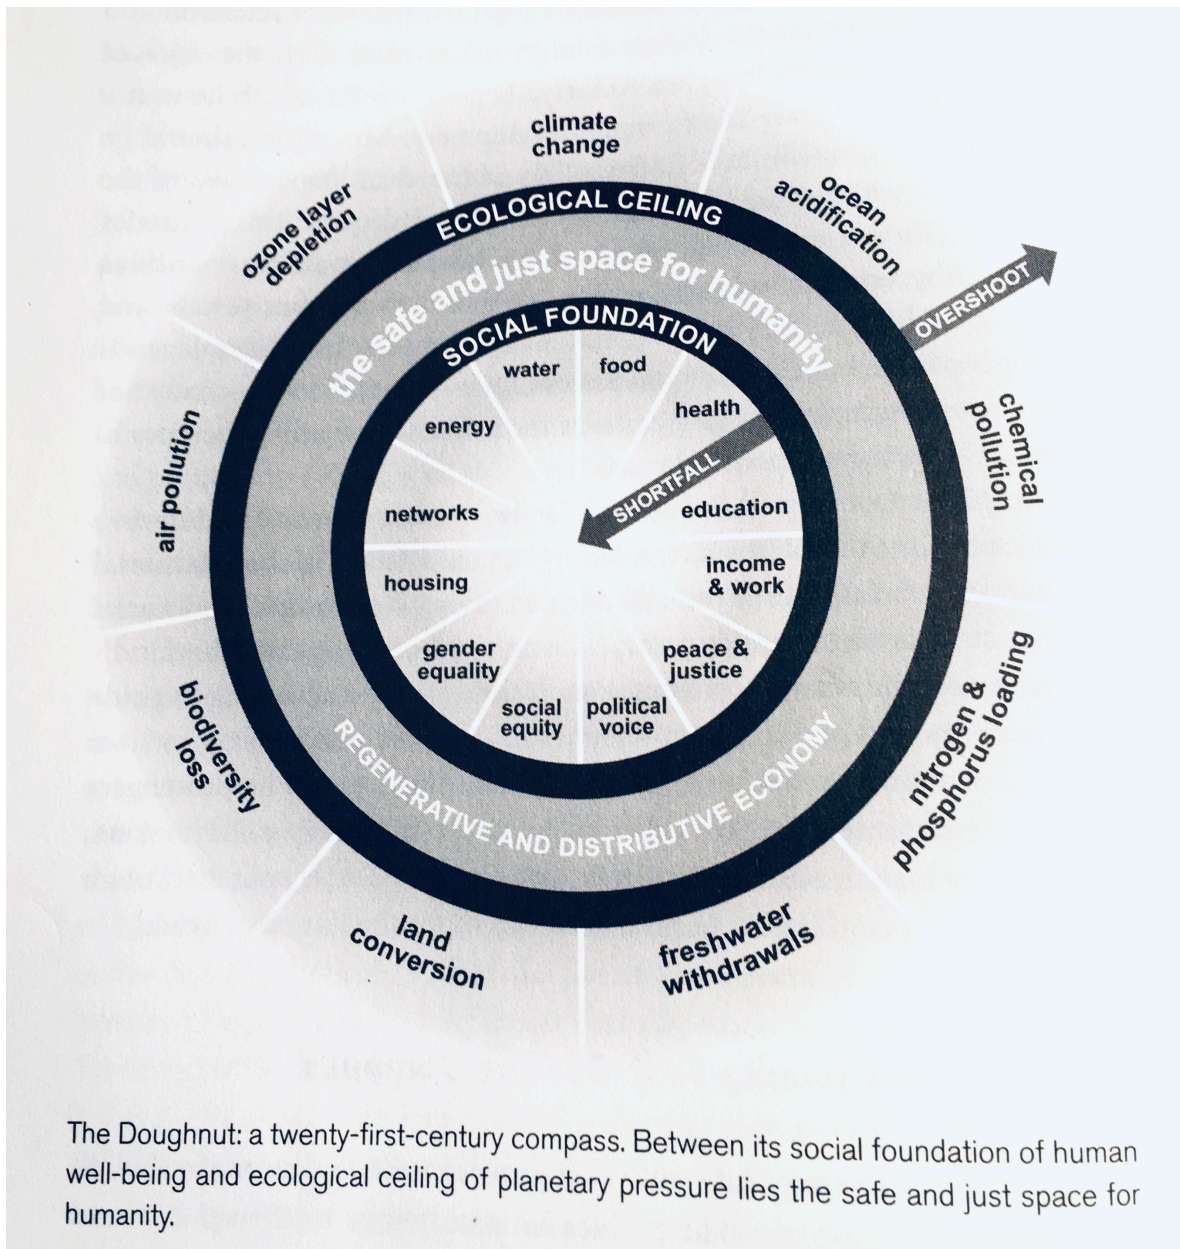 climate
change
ocean
acidification
ozone layer
depletion
ECOLOGICAL CEILING
the safe and just space for humanity
OVERSHOOT
SOCIAL FOUNDATION
water
food
health
energy
SHORTFALL
chemical
pollution
air pollution
networks
education
housing
income
& work
gender
equality
peace &
justice
social
equity
political
voice
nitrogen &
phosphorus loading
biodiversity
loss
REGENERATIVE AND DISTRIBUTIVE ECONOMY
land
conversion
freshwater
withdrawals
The Doughnut: a twenty-first-century compass. Between its social foundation of human
well-being and ecological ceiling of planetary pressure lies the safe and just space for
humanity.